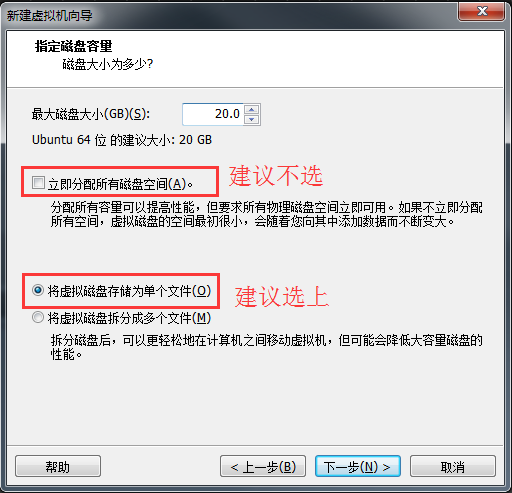 新建虚拟机向导
指定磁盘容量
磁盘大小为多少?
最大磁盘大小(GB)(S): 20.0
Ubuntu 64 位 的建议大小: 20 GB
立即分配所有磁盘空间(A)。 建议不选
分配所有容量可以提高性能，但要求所有物理磁盘空间立即可用。如果不立即分配
所有空间，虚拟磁盘的空间最初很小，会随着您向其中添加数据而不断变大。
将虚拟磁盘存储为单个文件(O) 建议选上
将虚拟磁盘拆分成多个文件(M)
拆分磁盘后，可以更轻松地在计算机之间移动虚拟机，但可能会降低大容量磁盘的
性能。
帮助 < 上一步(B) 下一步(N) > 取消